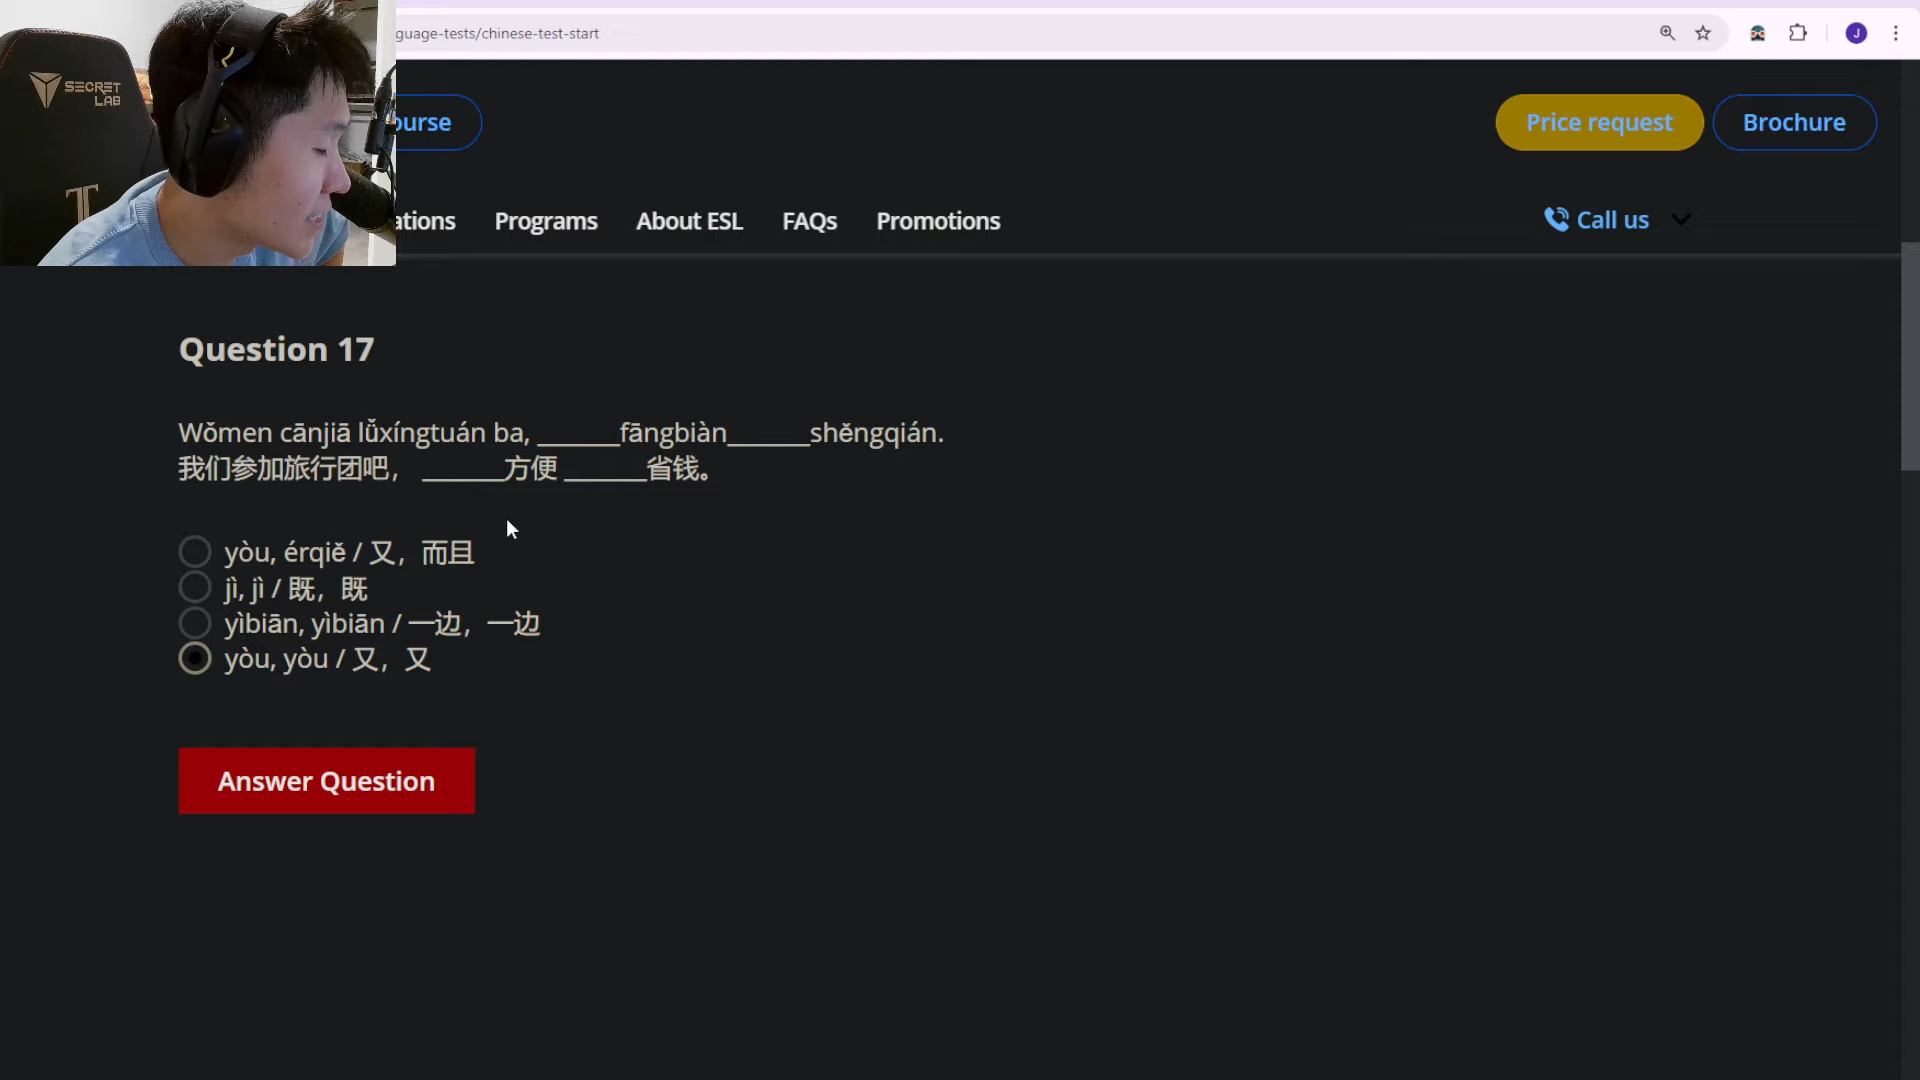 SECRET
LAB
guage-tests/chinese-test-start
J
ourse
Price request
Brochure
ations
Programs
About ESL
FAQs
Promotions
Call us
Question 17
Wǒmen cānjiā lǚxíngtuán ba, ______fāngbiàn______shěngqián.
我们参加旅行团吧， ______方便 ______省钱。
yòu, érqiě / 又，而且
jì, jì / 既，既
yìbiān, yìbiān / 一边，一边
yòu, yòu / 又，又
Answer Question